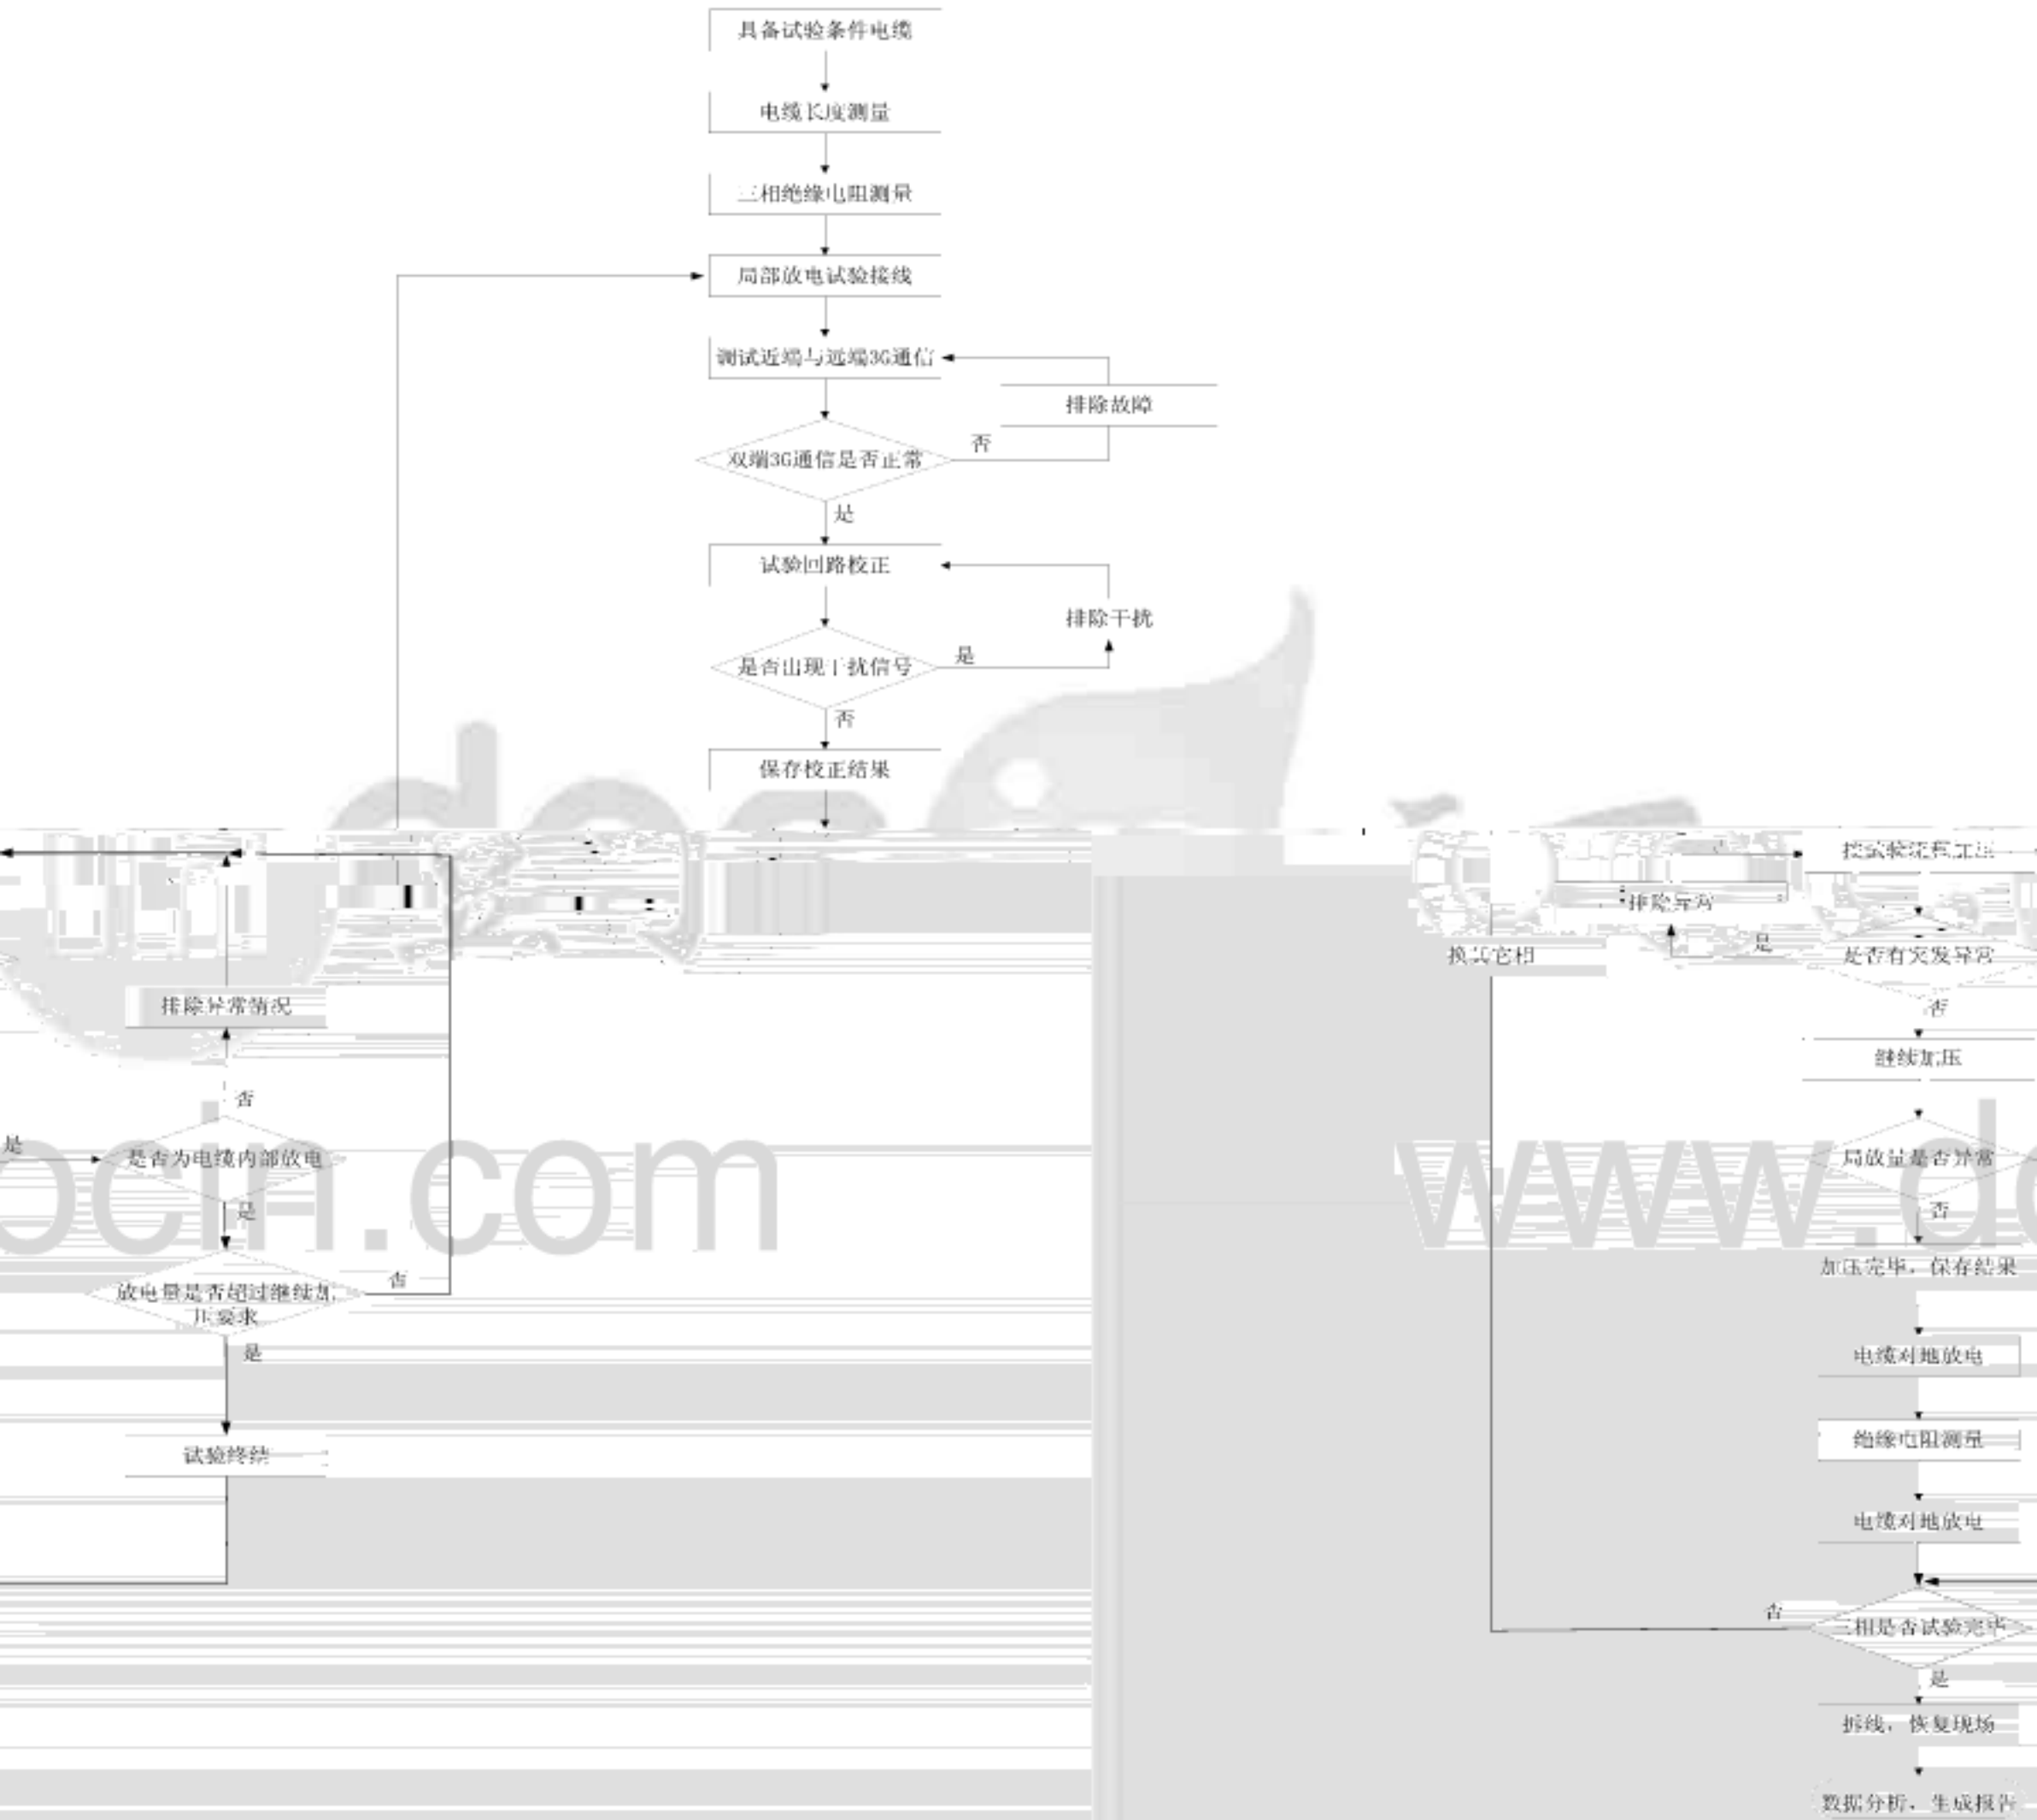 具备试验条件电缆
电缆长度测量
三相绝缘电阻测量
局部放电试验接线
调试近端与远端3G通信
排除故障
否
双端3G通信是否正常
是
试验回路校正
排除干扰
是
是否出现干扰信号
否
保存校正结果
按试验流程加压
排除异常
换其它相
是
是否有突发异常
否
继续加压
局放量是否异常
否
加压完毕，保存结果
电缆对地放电
绝缘电阻测量
电缆对地放电
否
三相是否试验完毕
是
拆线，恢复现场
数据分析，生成报告
排除异常情况
否
是
是否为电缆内部放电
是
放电量是否超过继续加
压要求
否
是
试验终结
ocin.com
www.do